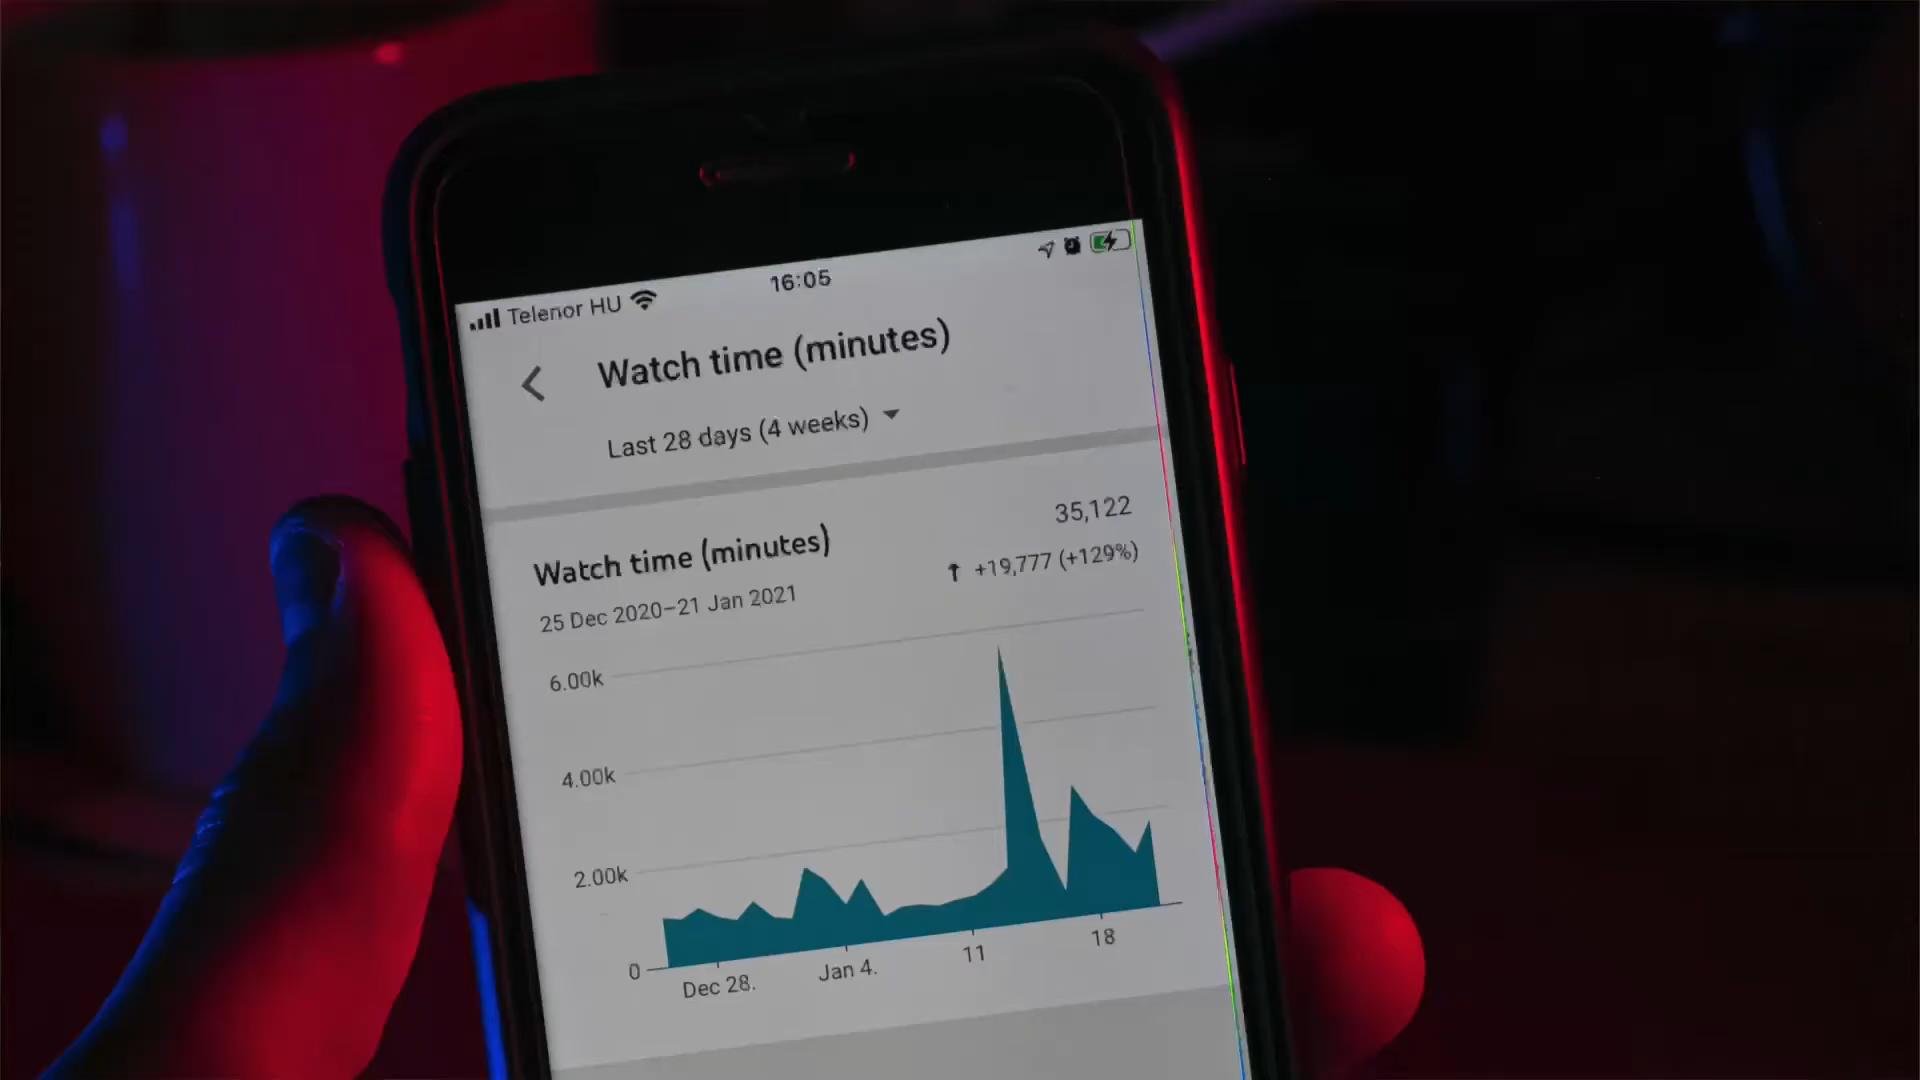 Telenor HU
16:05
Watch time (minutes)
Last 28 days (4 weeks)
Watch time (minutes)
35,122
25 Dec 2020–21 Jan 2021
+19,777 (+129%)
6.00k
4.00k
2.00k
0
Dec 28.
Jan 4.
11
18